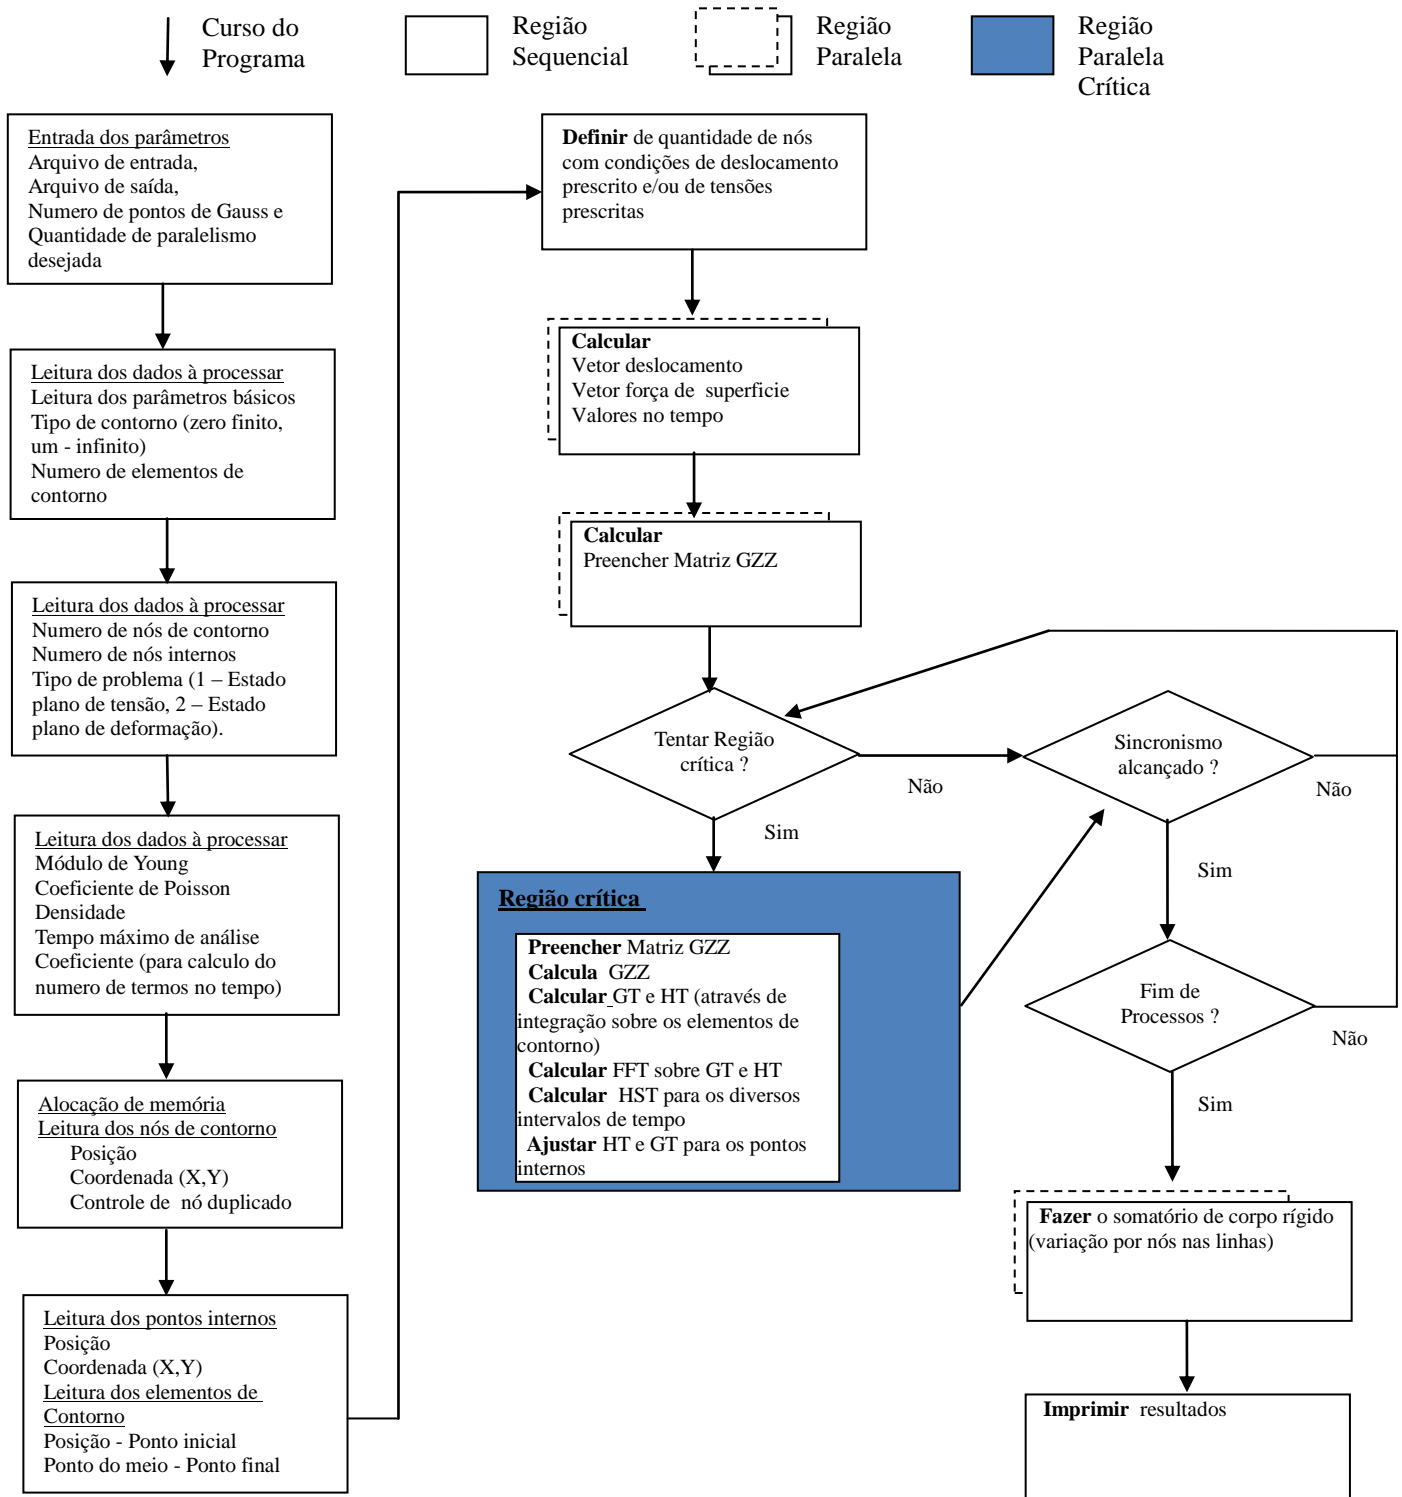 Curso do
Programa
Região
Sequencial
Região
Paralela
Região
Paralela
Crítica
Entrada dos parâmetros
Arquivo de entrada,
Arquivo de saída,
Numero de pontos de Gauss e
Quantidade de paralelismo
desejada
Leitura dos dados à processar
Leitura dos parâmetros básicos
Tipo de contorno (zero finito,
um - infinito)
Numero de elementos de
contorno
Leitura dos dados à processar
Numero de nós de contorno
Numero de nós internos
Tipo de problema (1 – Estado
plano de tensão, 2 – Estado
plano de deformação).
Leitura dos dados à processar
Módulo de Young
Coeficiente de Poisson
Densidade
Tempo máximo de análise
Coeficiente (para calculo do
numero de termos no tempo)
Alocação de memória
Leitura dos nós de contorno
Posição
Coordenada (X,Y)
Controle de nó duplicado
Leitura dos pontos internos
Posição
Coordenada (X,Y)
Leitura dos elementos de
Contorno
Posição - Ponto inicial
Ponto do meio - Ponto final
Definir de quantidade de nós
com condições de deslocamento
prescrito e/ou de tensões
prescritas
Calcular
Vetor deslocamento
Vetor força de superficie
Valores no tempo
Calcular
Preencher Matriz GZZ
Tentar Região
crítica ?
Não
Sim
Região crítica
Preencher Matriz GZZ
Calcula GZZ
Calcular GT e HT (através de
integração sobre os elementos de
contorno)
Calcular FFT sobre GT e HT
Calcular HST para os diversos
intervalos de tempo
Ajustar HT e GT para os pontos
internos
Sincronismo
alcançado ?
Não
Sim
Fim de
Processos ?
Não
Sim
Fazer o somatório de corpo rígido
(variação por nós nas linhas)
Imprimir resultados